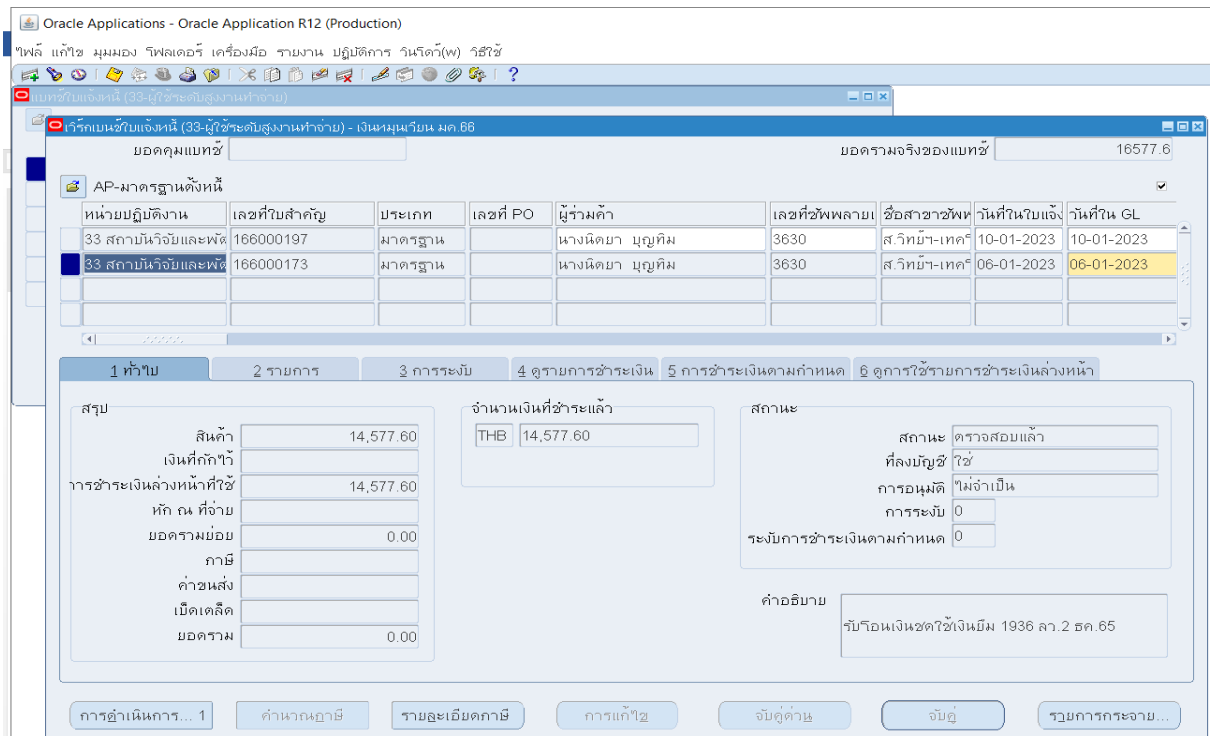 Oracle Applications - Oracle Application R12 (Production)
ไฟล์ แก้ไข มุมมอง โฟลเดอร์ เครื่องมือ รายงาน ปฏิบัติการ วินโดว์(w) วิธีใช้
แบทช์ใบแจ้งหนี้ (33-ผู้ใช้ระดับสูงงานทำจ่าย)
เวิร์กเบนช์ใบแจ้งหนี้ (33-ผู้ใช้ระดับสูงงานทำจ่าย) - เงินหมุนเวียน มค.66
ยอดคุมแบทช์ ยอดรวมจริงของแบทช์ 16577.6
AP-มาตรฐานดั้งหนี้
หน่วยปฏิบัติงาน เลขที่ใบสำคัญ ประเภท เลขที่ PO ผู้ร่วมค้า เลขที่ซัพพลายเ ชื่อสาขาซัพพ วันที่ในใบแจ้ง วันที่ใน GL
33 สถาบันวิจัยและพัด 166000197 มาตรฐาน นางนิตยา บุญทิม 3630 ส.วิทย์ฯ-เทค 10-01-2023 10-01-2023
33 สถาบันวิจัยและพัด 166000173 มาตรฐาน นางนิตยา บุญทิม 3630 ส.วิทย์ฯ-เทค 06-01-2023 06-01-2023
1 ทั่วไป 2 รายการ 3 การระงับ 4 ดูรายการชำระเงิน 5 การชำระเงินตามกำหนด 6 ดูการใช้รายการชำระเงินล่วงหน้า
สรุป จำนวนเงินที่ชำระแล้ว สถานะ
สินค้า 14,577.60 THB 14,577.60 สถานะ ตรวจสอบแล้ว
เงินที่กักไว้ ที่ลงบัญชี ใช่
การชำระเงินล่วงหน้าที่ใช้ 14,577.60 การอนุมัติ ไม่จำเป็น
หัก ณ ที่จ่าย การระงับ 0
ยอดรวมย่อย 0.00 ระงับการชำระเงินตามกำหนด 0
ภาษี
ค่าขนส่ง
เบ็ดเตล็ด คำอธิบาย
ยอดรวม 0.00 รับโอนเงินชดใช้เงินยืม 1936 ลว.2 ธค.65
การดำเนินการ... 1 คำนวณภาษี รายละเอียดภาษี การแก้ไข จับคู่ด่วน จับคู่ รายการกระจาย...